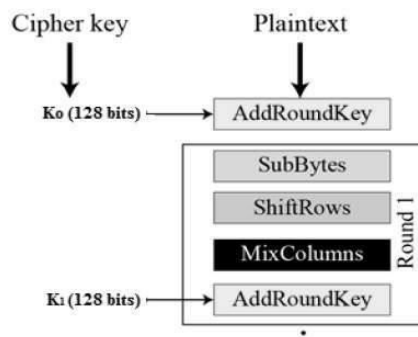 Cipher key
Plaintext
K₀ (128 bits)
AddRoundKey
SubBytes
ShiftRows
MixColumns
Round 1
K₁ (128 bits)
AddRoundKey